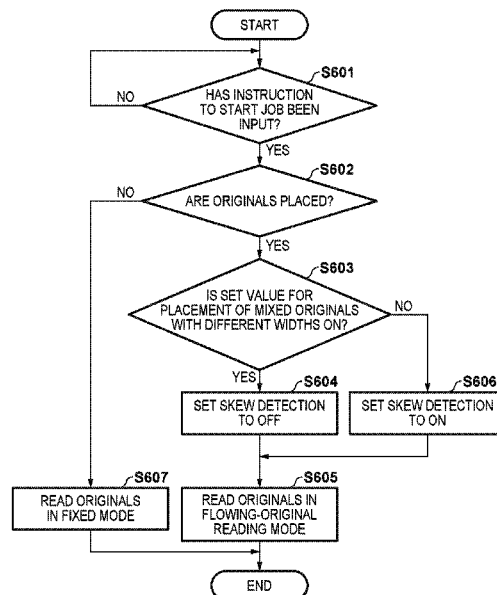 START
S601
HAS INSTRUCTION
TO START JOB BEEN
INPUT?
NO
YES
S602
NO
ARE ORIGINALS PLACED?
YES
S603
IS SET VALUE FOR
PLACEMENT OF MIXED ORIGINALS
WITH DIFFERENT WIDTHS ON?
NO
YES
S604
S606
SET SKEW DETECTION
TO OFF
SET SKEW DETECTION
TO ON
S607
S605
READ ORIGINALS
IN FIXED MODE
READ ORIGINALS IN
FLOWING-ORIGINAL
READING MODE
END